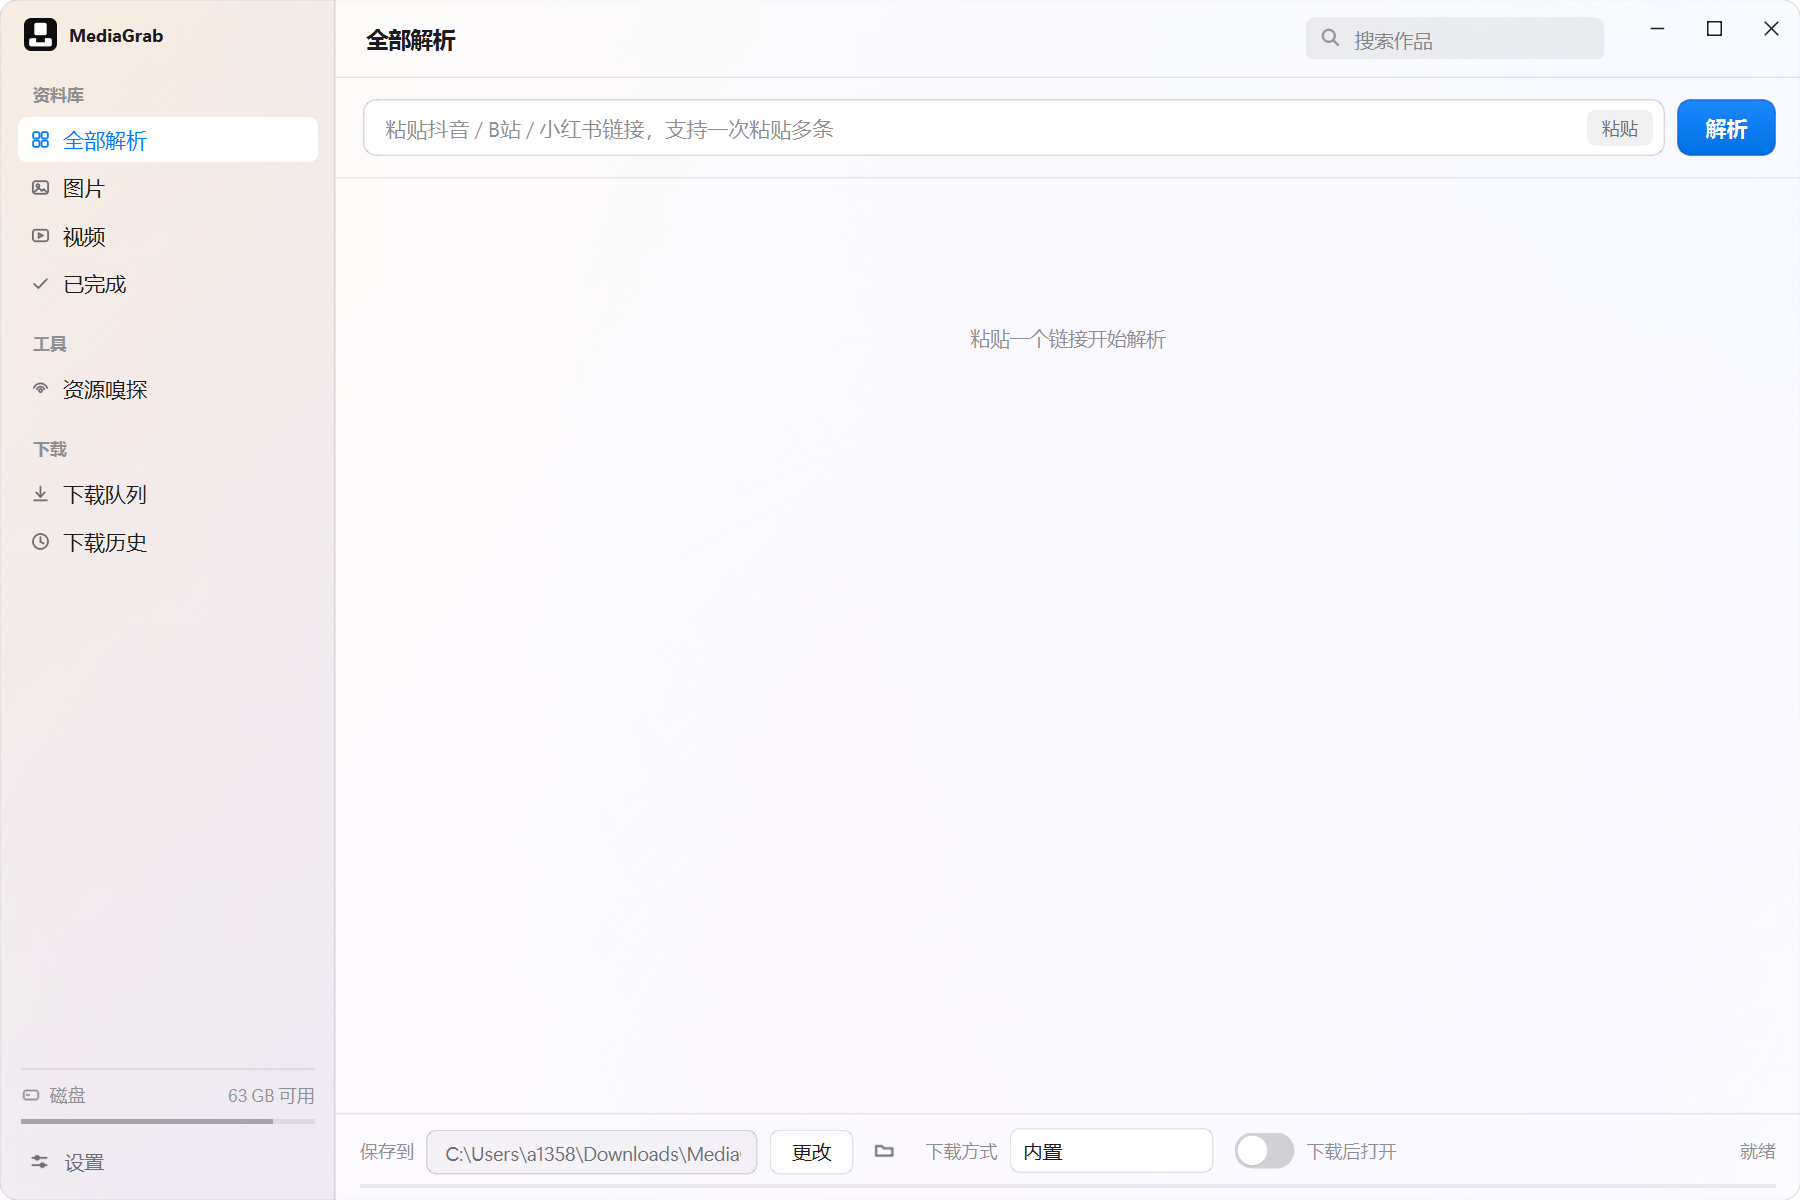 MediaGrab
资料库
全部解析
图片
视频
已完成
工具
资源嗅探
下载
下载队列
下载历史
磁盘 63 GB 可用
设置
全部解析
搜索作品
粘贴抖音 / B站 / 小红书链接，支持一次粘贴多条
粘贴
解析
粘贴一个链接开始解析
保存到 C:\Users\a1358\Downloads\Media 更改 下载方式 内置 下载后打开 就绪